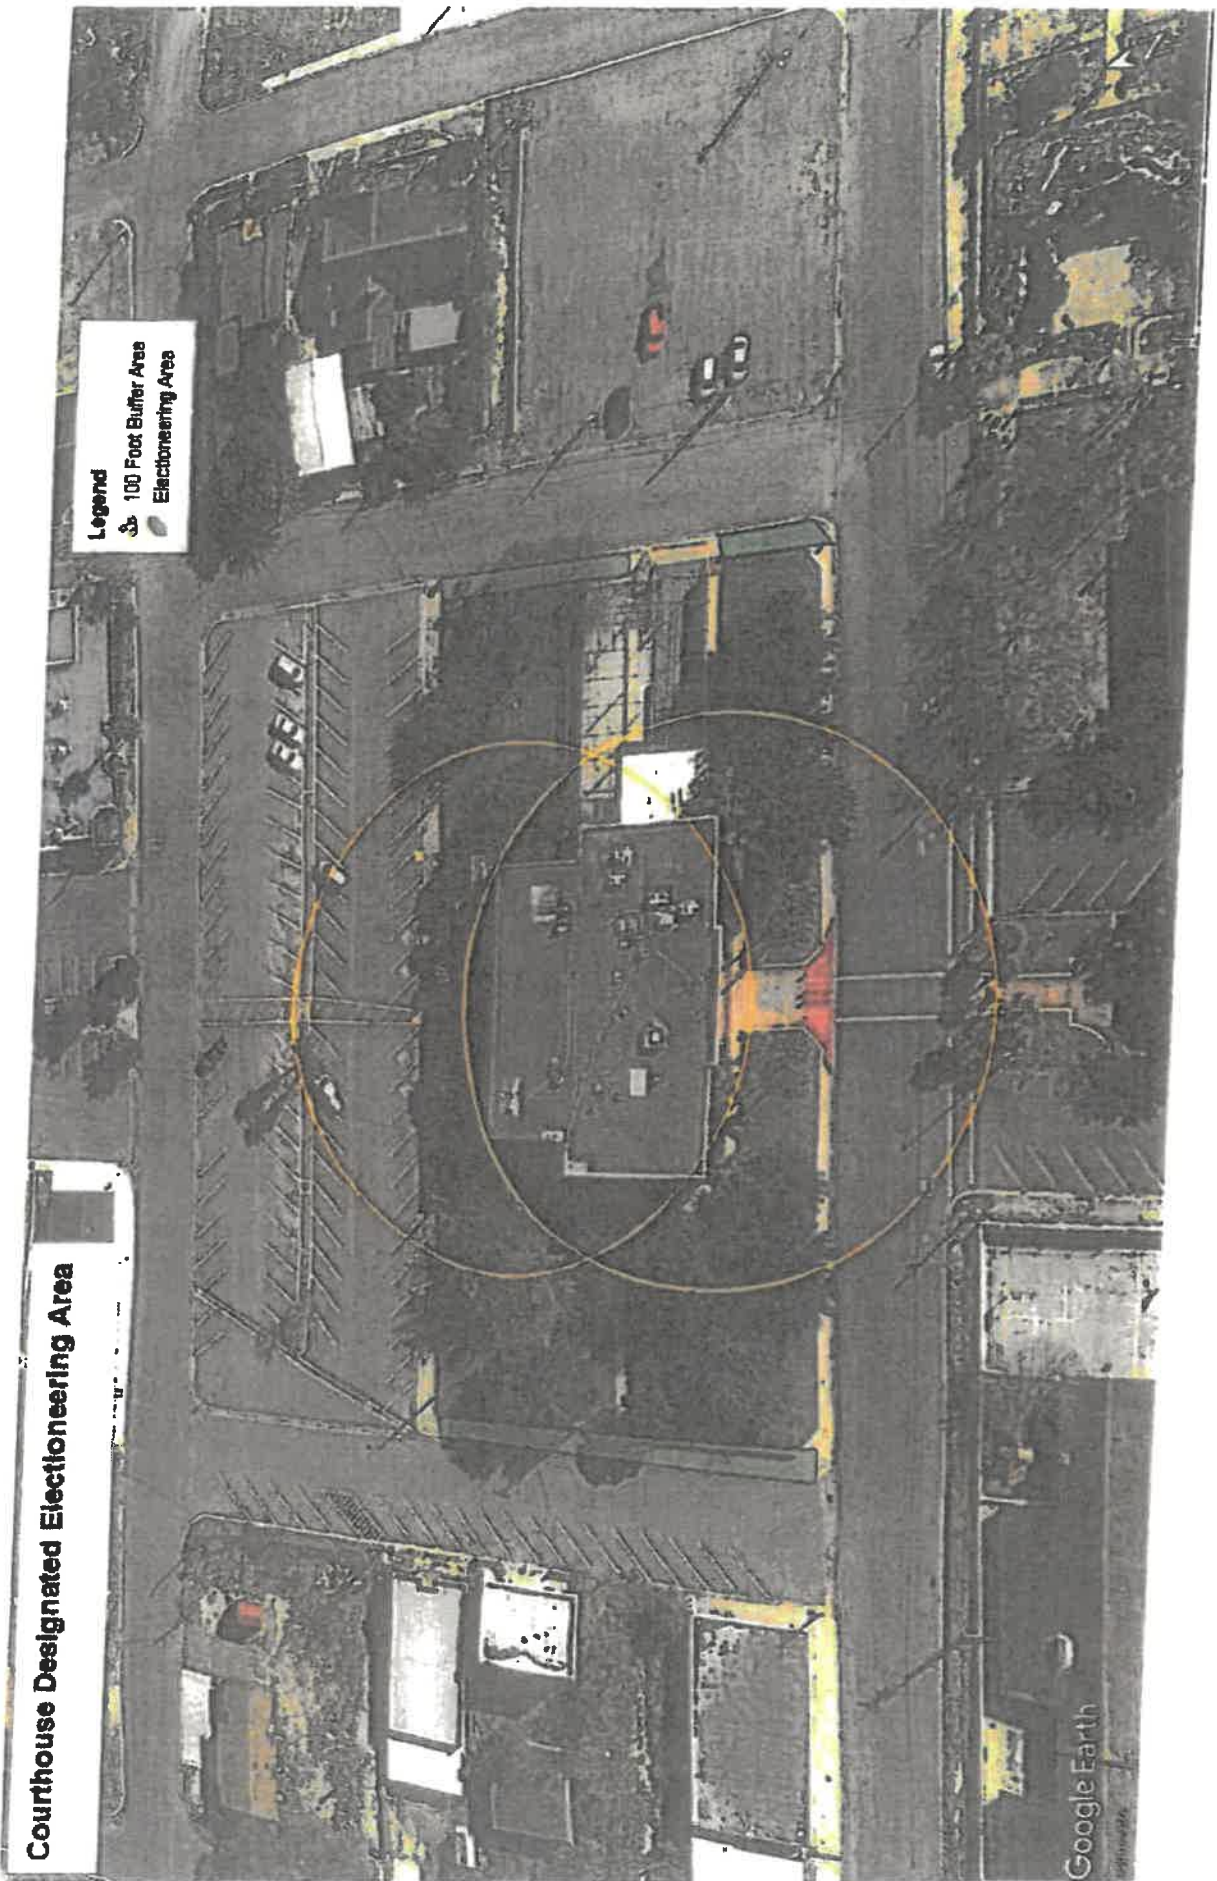 Courthouse Designated Electioneering Area
Legend
100 Foot Buffer Area
Electioneering Area
Google Earth